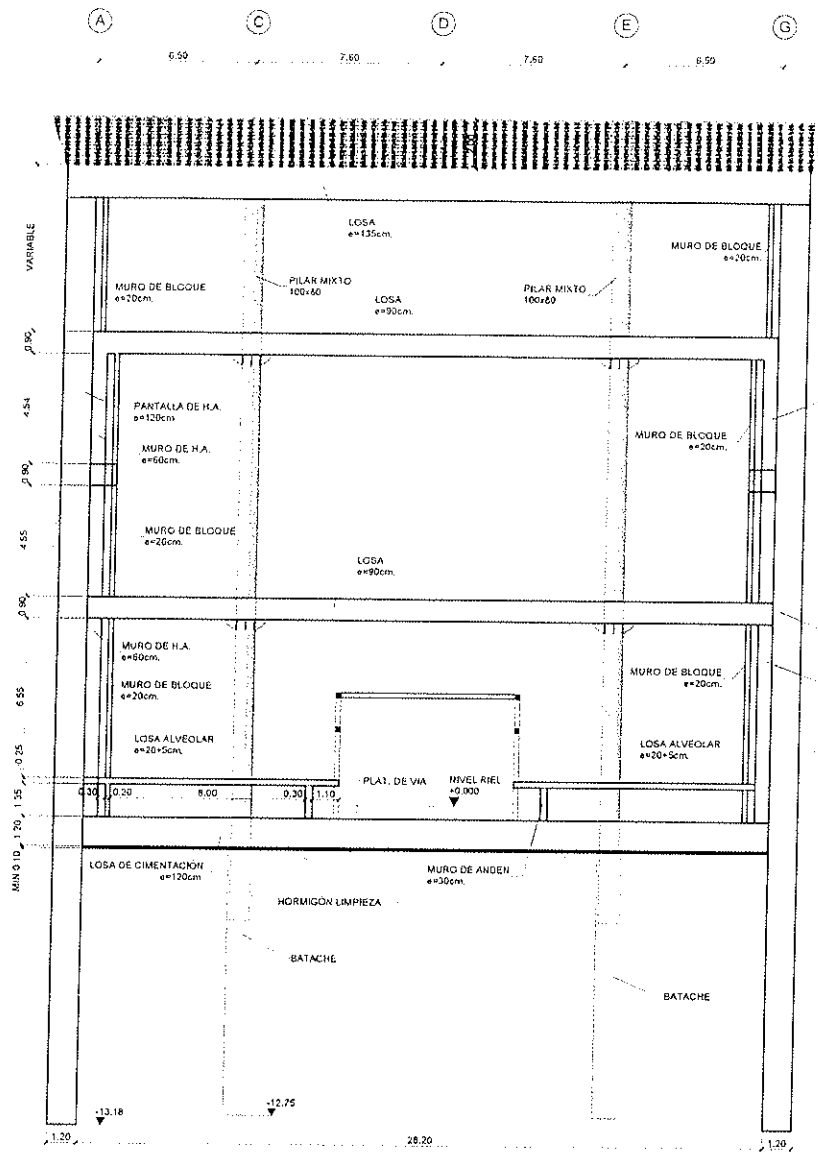 A C D E G
6.50 7.60 7.60 6.50
LOSA
e=135cm.
MURO DE BLOQUE
e=20cm.
VARIABLE
MURO DE BLOQUE
e=20cm.
PILAR MIXTO
100x60
LOSA
e=90cm.
PILAR MIXTO
100x60
0.90
4.54
PANTALLA DE H.A.
e=120cm
MURO DE H.A.
e=60cm.
MURO DE BLOQUE
e=20cm.
0.90
4.55
MURO DE BLOQUE
e=20cm.
LOSA
e=90cm.
0.90
MURO DE H.A.
e=60cm.
MURO DE BLOQUE
e=20cm.
MURO DE BLOQUE
e=20cm.
6.55
LOSA ALVEOLAR
e=20+5cm.
LOSA ALVEOLAR
e=20+5cm.
0.25
PLAT. DE VIA
NIVEL RIEL
+0.000
1.55
0.30 0.20 8.00 0.30 1.10
1.20
MIN 0.10
LOSA DE CIMENTACIÓN
e=120cm
MURO DE ANDEN
e=30cm.
HORMIGÓN LIMPIEZA
BATACHE
BATACHE
-13.18
-12.75
1.20 28.20 1.20